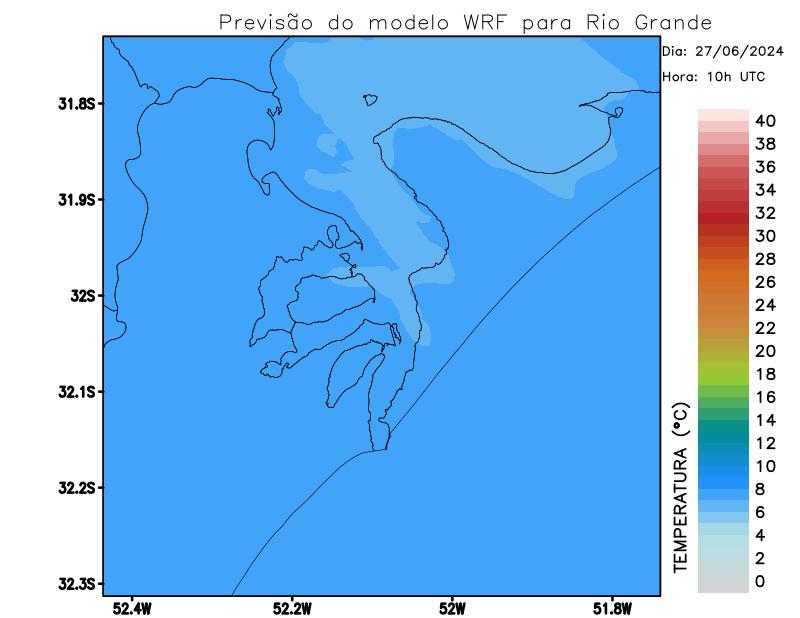 Previsão do modelo WRF para Rio Grande
Dia: 27/06/2024
Hora: 10h UTC
31.8S
31.9S
32S
32.1S
32.2S
32.3S
52.4W
52.2W
52W
51.8W
TEMPERATURA (°C)
40
38
36
34
32
30
28
26
24
22
20
18
16
14
12
10
8
6
4
2
0